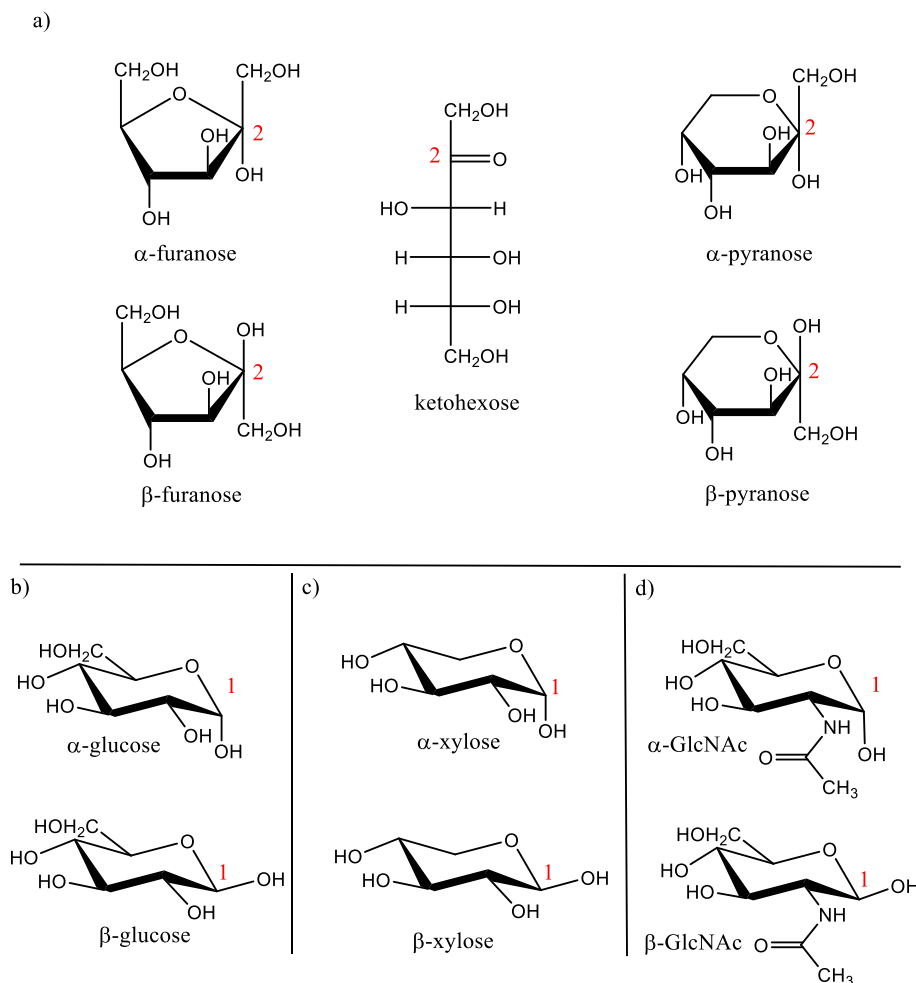 a)
CH₂OH CH₂OH
O
2
OH
OH
OH
α-furanose
CH₂OH
2 O
HO H
H OH
H OH
CH₂OH
ketohexose
CH₂OH
O
2
OH
OH OH
OH
α-pyranose
CH₂OH OH
O
2
OH
CH₂OH
OH
β-furanose
OH
O
2
OH
OH
CH₂OH
OH
β-pyranose
b)
HOH₂C
O
HO 1
HO
OH
OH
α-glucose
HOH₂C
O
HO 1
HO OH
OH
β-glucose
c)
O
HO
HO 1
OH
OH
α-xylose
O
HO 1
HO OH
OH
β-xylose
d)
HOH₂C
O
HO 1
HO
NH
OH
O
CH₃
α-GlcNAc
HOH₂C
O
HO 1
HO OH
NH
O
CH₃
β-GlcNAc